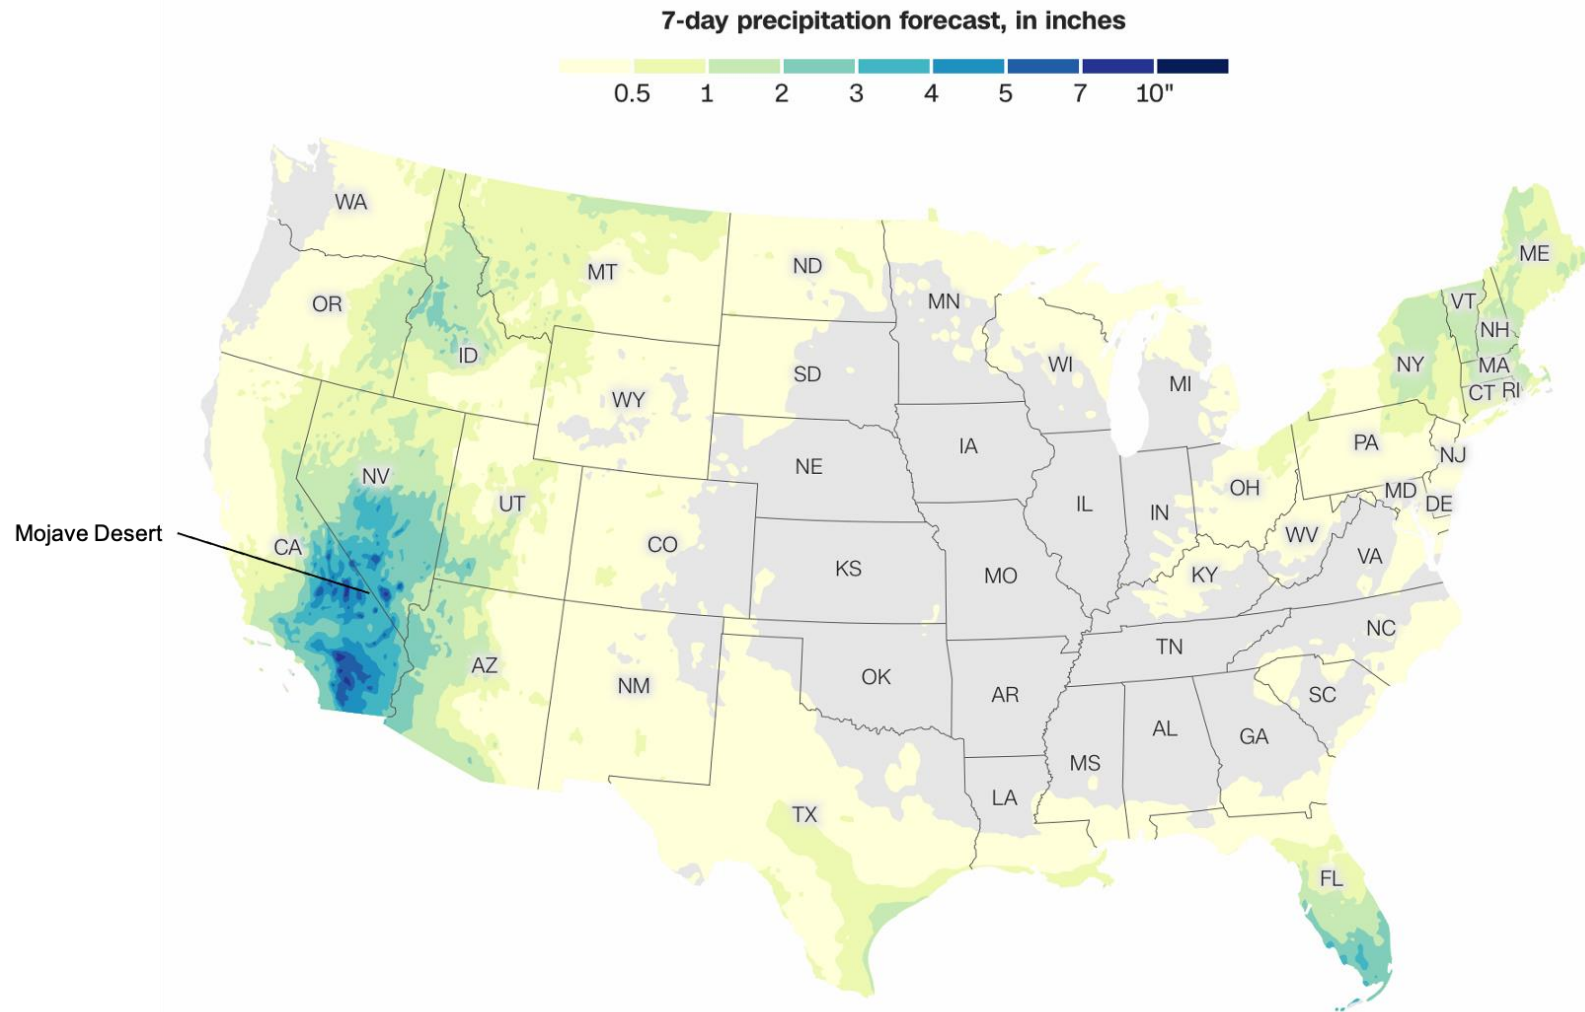 7-day precipitation forecast, in inches
0.5 1 2 3 4 5 7 10"
WA
ME
MT
ND
MN
VT
OR
NH
ID
WI
NY
MA
SD
MI
CT RI
WY
PA
IA
NE
NJ
NV
OH
MD
UT
IL
IN
DE
Mojave Desert
CA
CO
WV
VA
KS
MO
KY
NC
TN
AZ
NM
OK
AR
SC
AL
GA
MS
LA
TX
FL